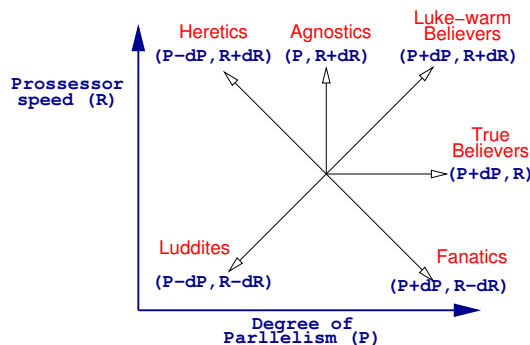 Heretics
(P-dP,R+dR)
Agnostics
(P,R+dR)
Luke-warm
Believers
(P+dP,R+dR)
Prossessor
speed (R)
True
Believers
(P+dP,R)
Luddites
(P-dP,R-dR)
Fanatics
(P+dP,R-dR)
Degree of
Parllelism (P)